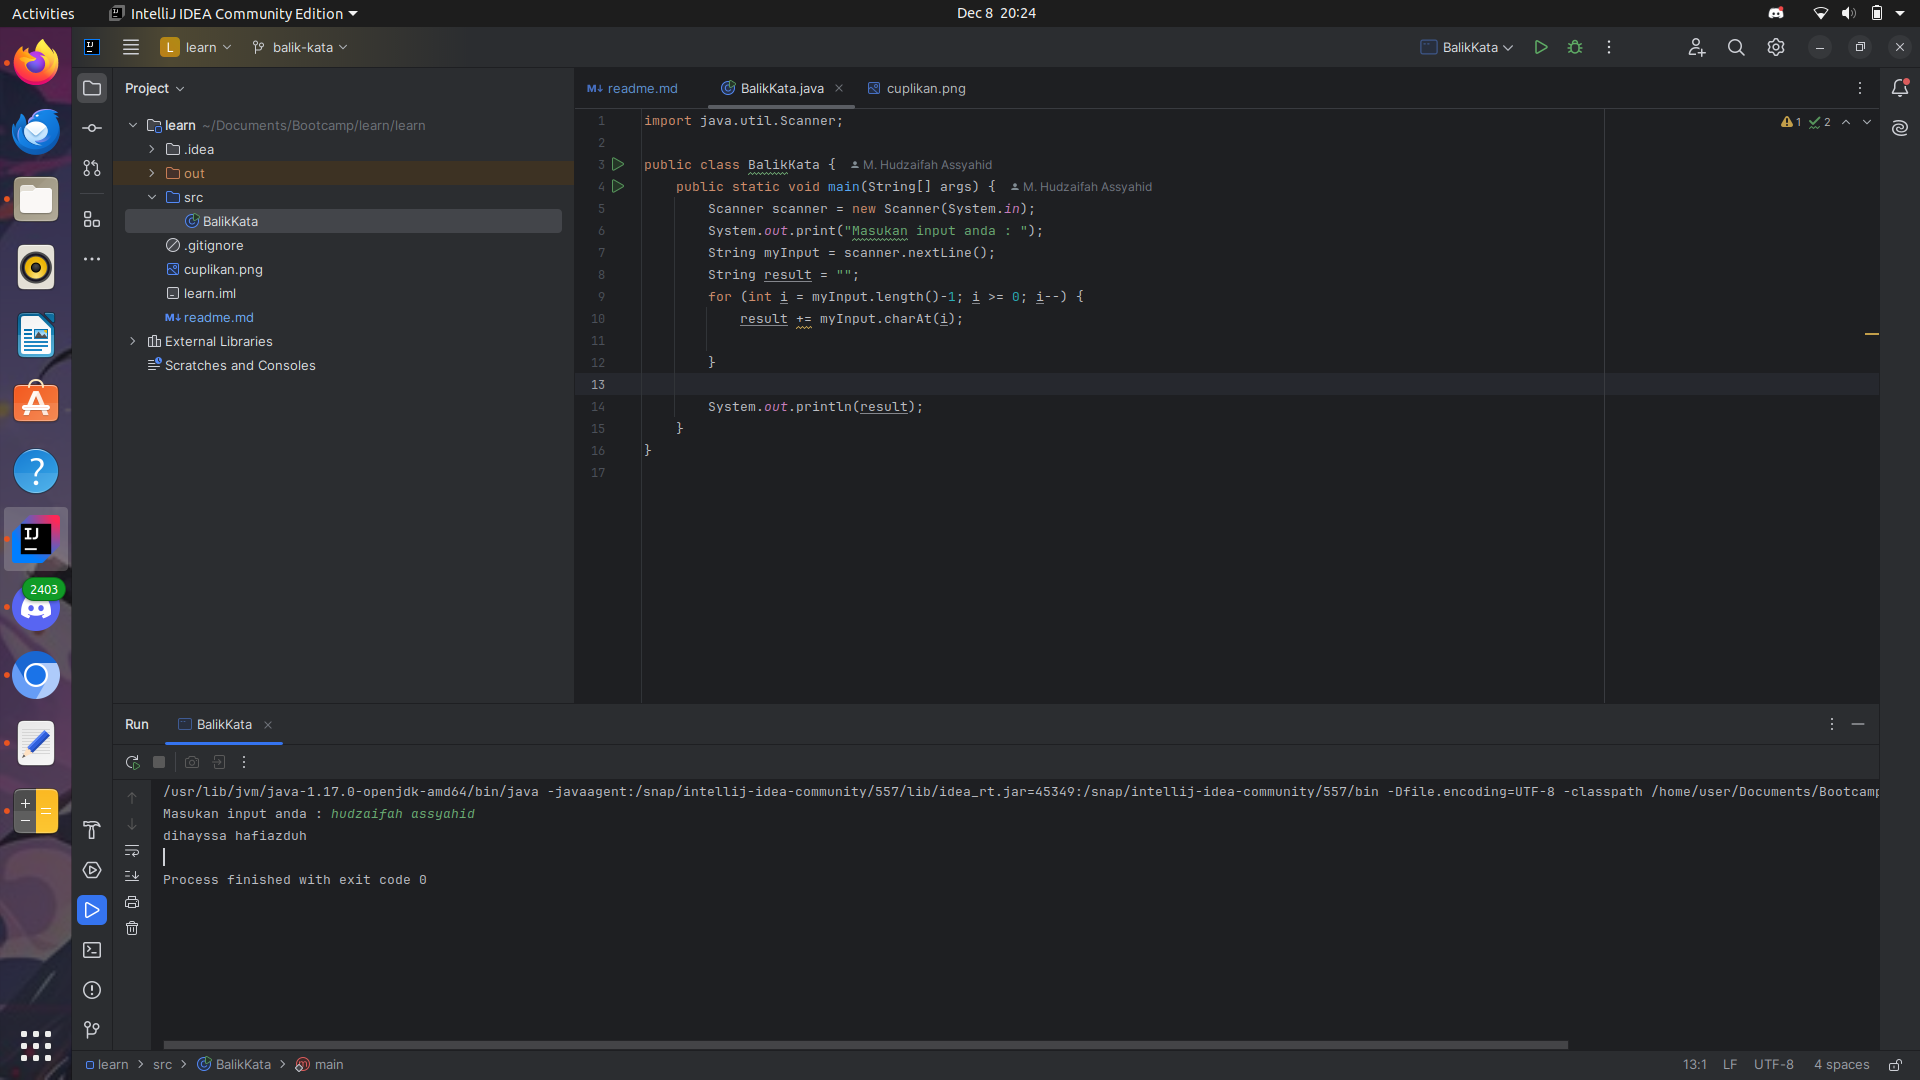 Activities
IntelliJ IDEA Community Edition
Dec 8 20:24
L learn
balik-kata
BalikKata
Project
readme.md
BalikKata.java
cuplikan.png
learn ~/Documents/Bootcamp/learn/learn
.idea
out
src
BalikKata
.gitignore
cuplikan.png
learn.iml
readme.md
External Libraries
Scratches and Consoles
1 import java.util.Scanner;
2
3 public class BalikKata { M. Hudzaifah Assyahid
4 public static void main(String[] args) { M. Hudzaifah Assyahid
5 Scanner scanner = new Scanner(System.in);
6 System.out.print("Masukan input anda : ");
7 String myInput = scanner.nextLine();
8 String result = "";
9 for (int i = myInput.length()-1; i >= 0; i--) {
10 result += myInput.charAt(i);
11
12 }
13
14 System.out.println(result);
15 }
16 }
17
1 2
2403
Run
BalikKata
/usr/lib/jvm/java-1.17.0-openjdk-amd64/bin/java -javaagent:/snap/intellij-idea-community/557/lib/idea_rt.jar=45349:/snap/intellij-idea-community/557/bin -Dfile.encoding=UTF-8 -classpath /home/user/Documents/Bootcamp
Masukan input anda : hudzaifah assyahid
dihayssa hafiazduh
Process finished with exit code 0
learn > src > BalikKata > main
13:1 LF UTF-8 4 spaces